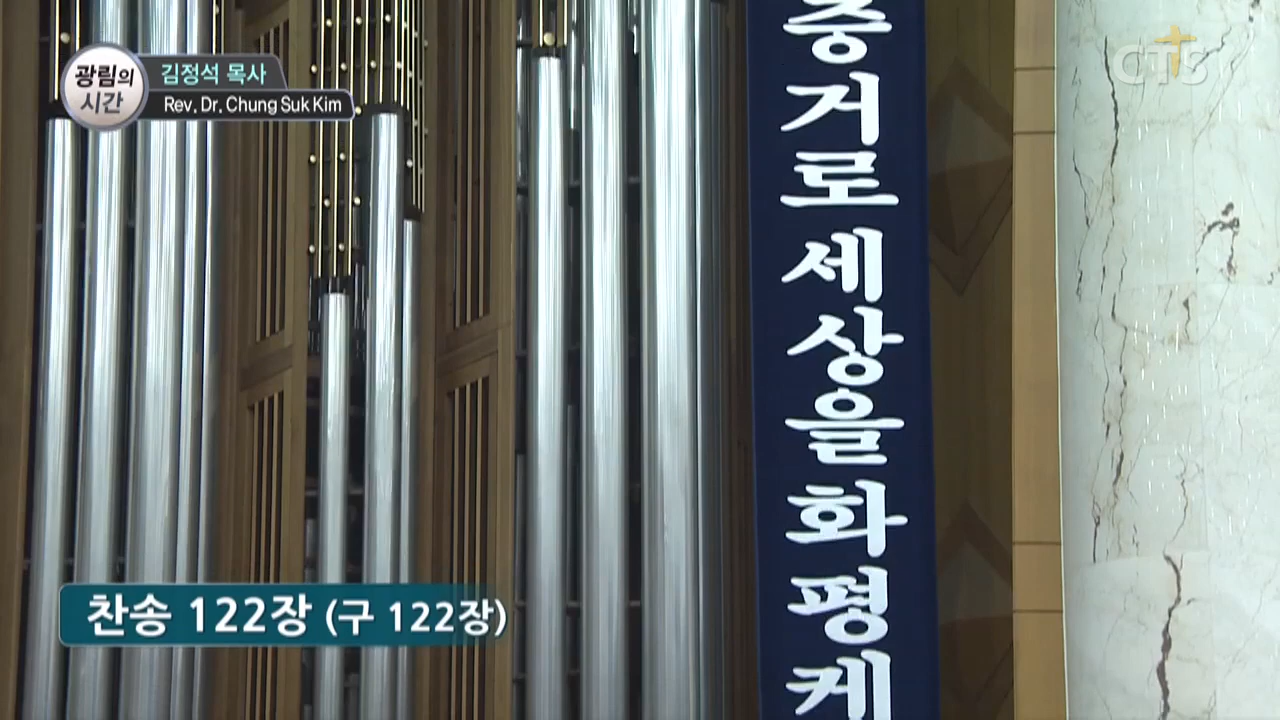 광림의
시간
김정석 목사
Rev. Dr. Chung Suk Kim
CTS
증거로 세상을 화평케
찬송 122장 (구 122장)